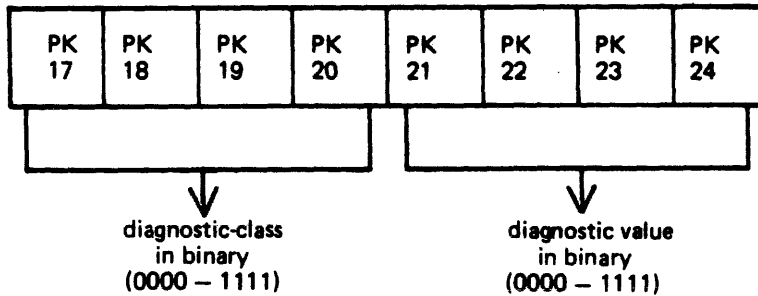 PK PK PK PK PK PK PK PK
17 18 19 20 21 22 23 24
diagnostic-class
in binary
(0000 – 1111)
diagnostic value
in binary
(0000 – 1111)